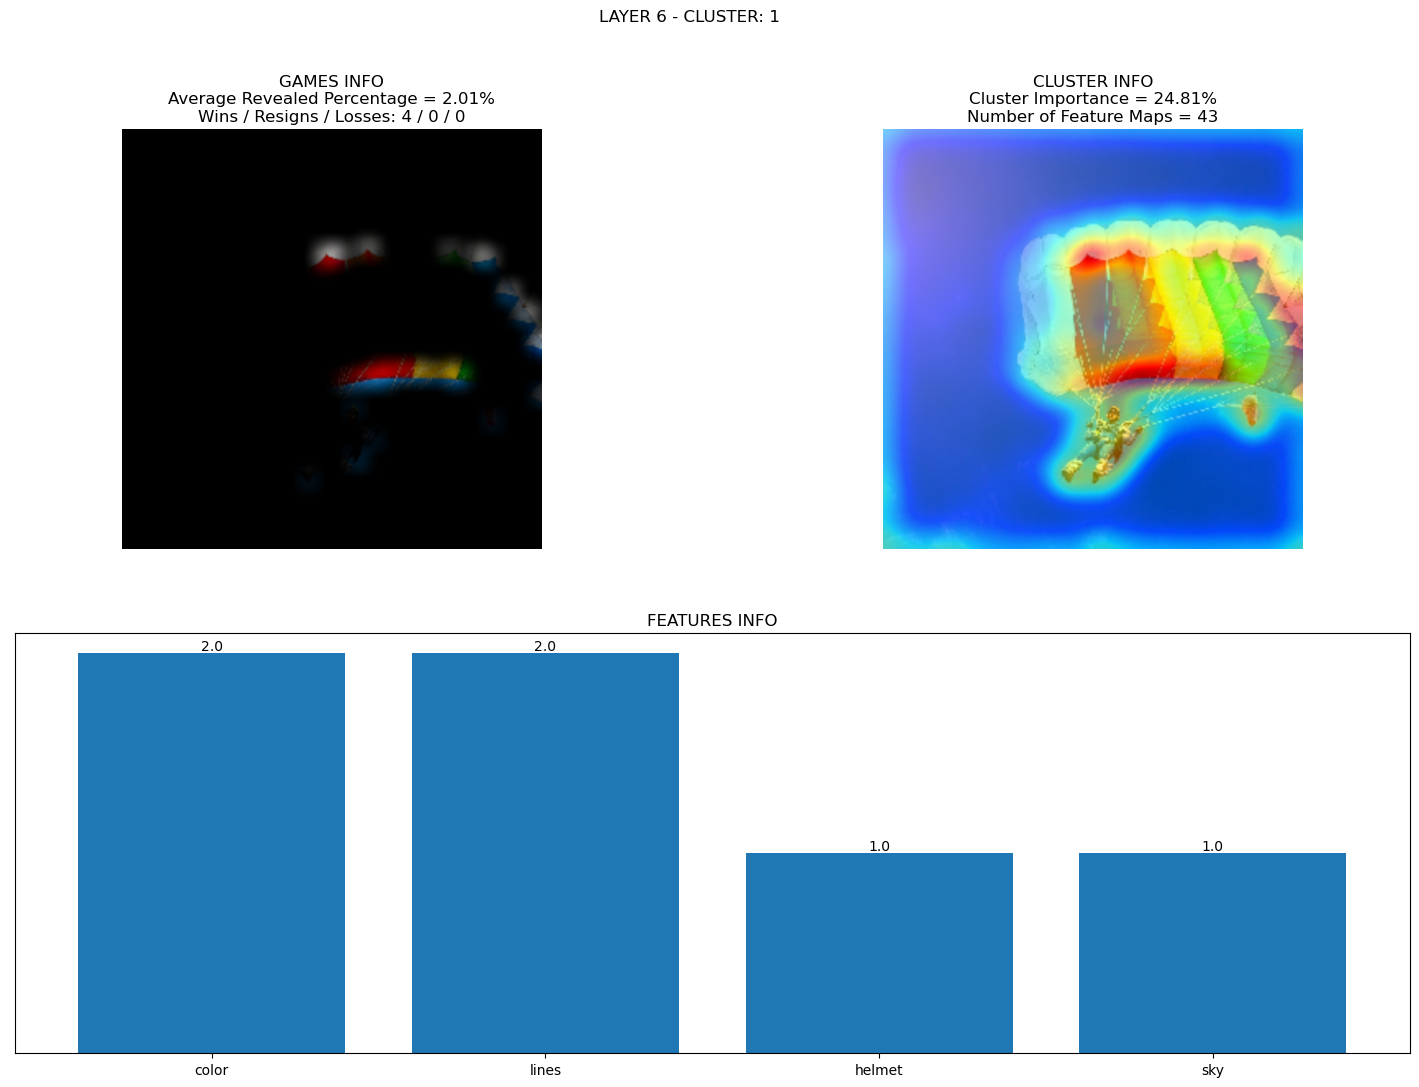 LAYER 6 - CLUSTER: 1
GAMES INFO
Average Revealed Percentage = 2.01%
Wins / Resigns / Losses: 4 / 0 / 0
CLUSTER INFO
Cluster Importance = 24.81%
Number of Feature Maps = 43
FEATURES INFO
2.0
2.0
1.0
1.0
color
lines
helmet
sky